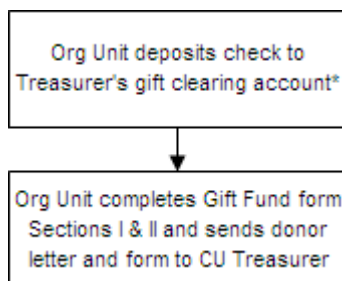 Org Unit deposits check to
Treasurer's gift clearing account*
Org Unit completes Gift Fund form
Sections I & II and sends donor
letter and form to CU Treasurer